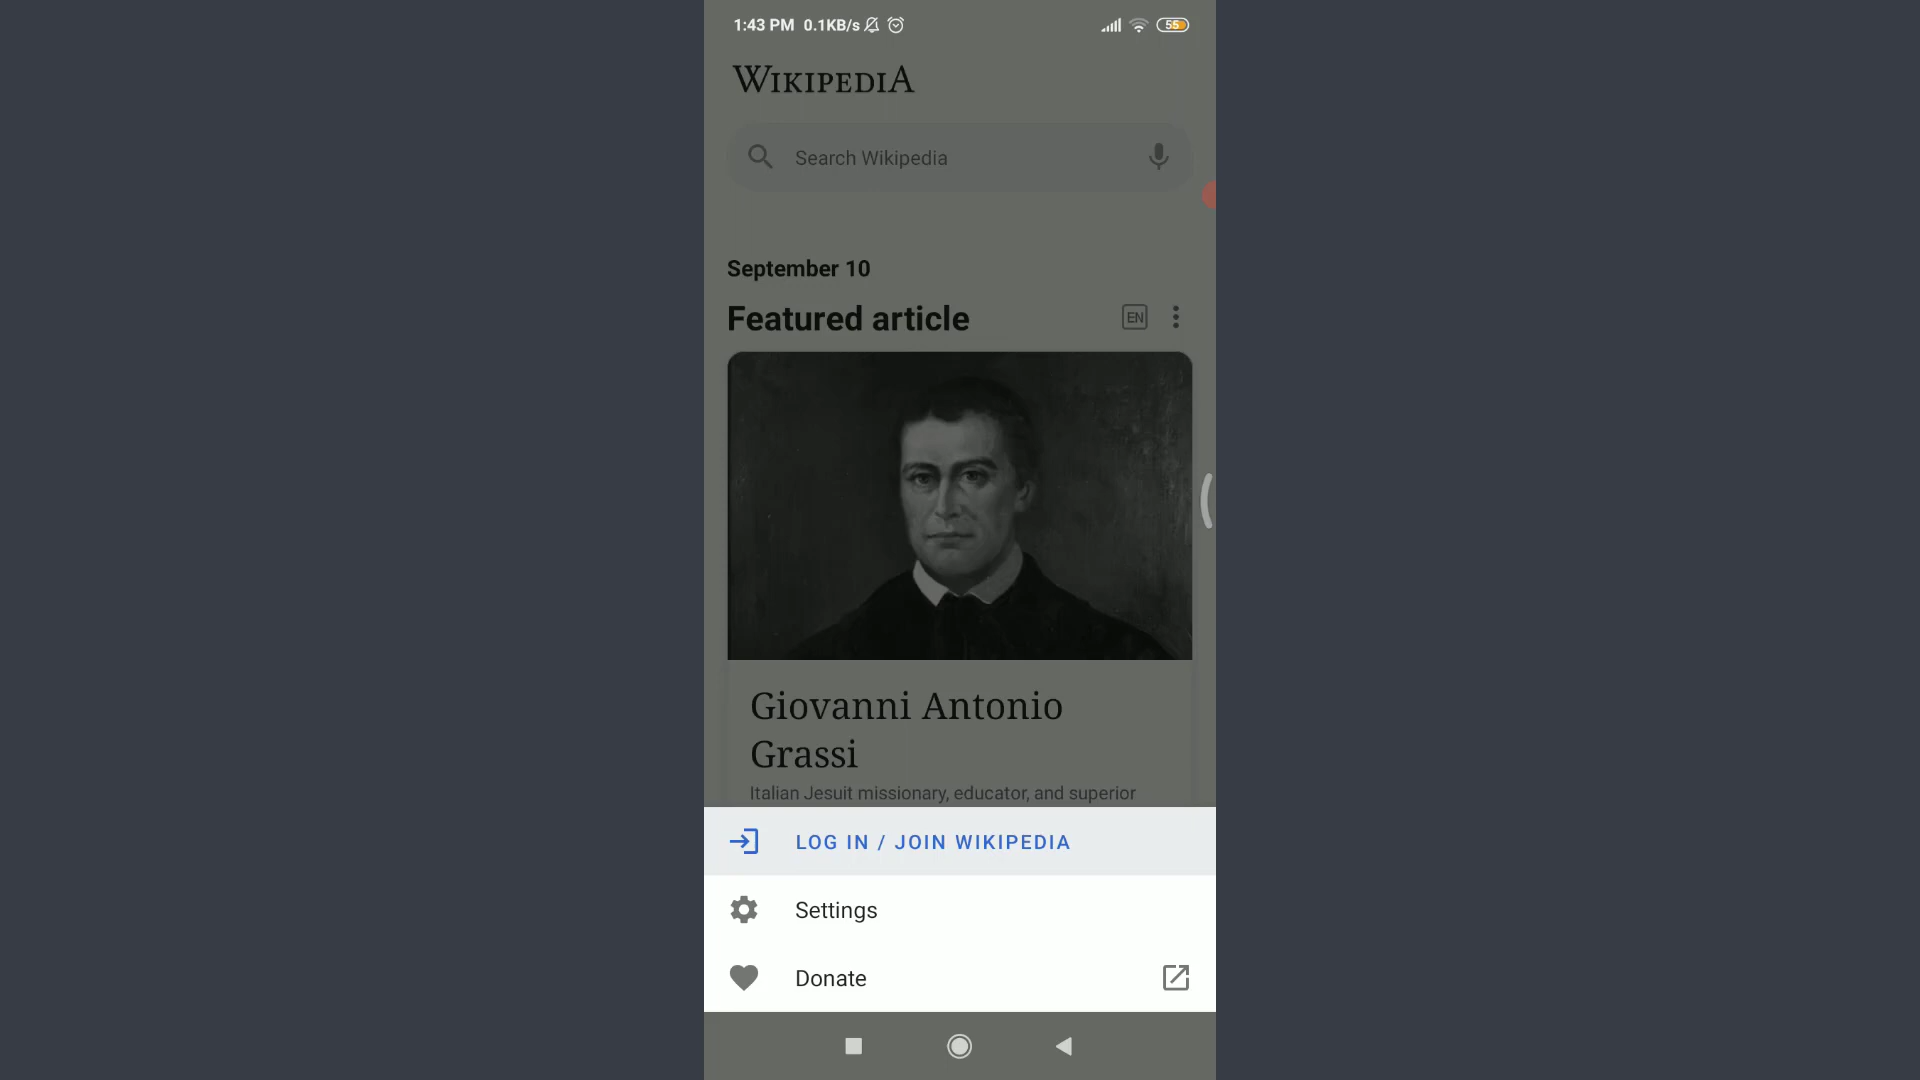 1:43 PM 0.1KB/s 55
WIKIPEDIA
Search Wikipedia
September 10
Featured article EN
Giovanni Antonio
Grassi
Italian Jesuit missionary, educator, and superior
LOG IN / JOIN WIKIPEDIA
Settings
Donate